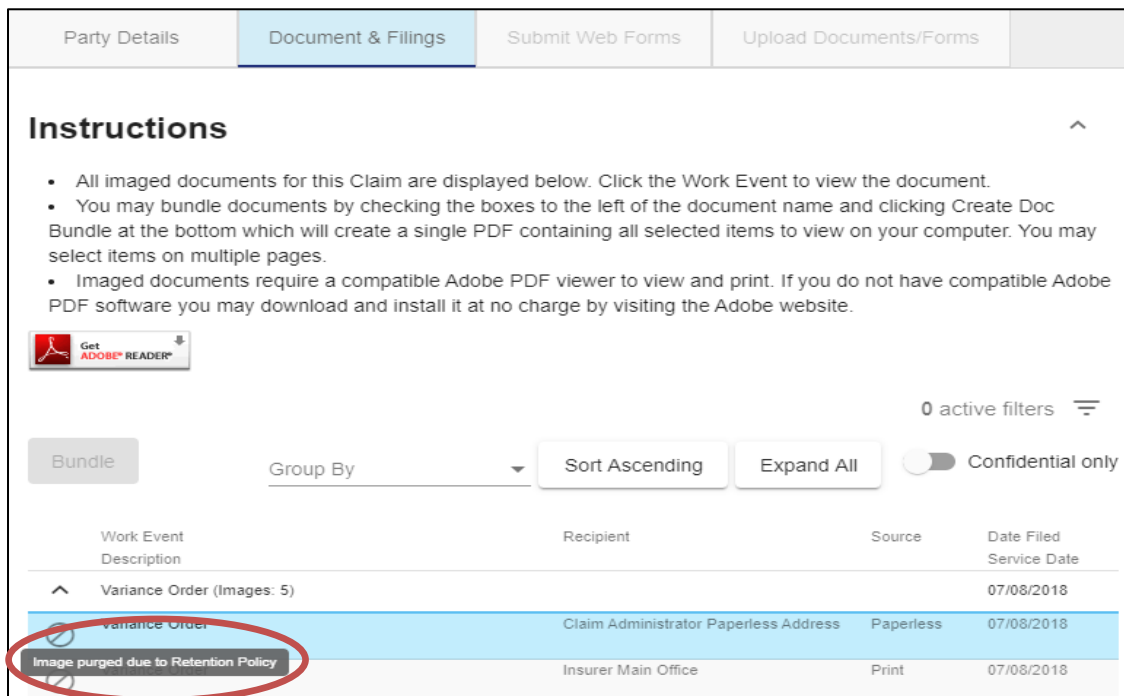 Party Details
Document & Filings
Submit Web Forms
Upload Documents/Forms
Instructions
• All imaged documents for this Claim are displayed below. Click the Work Event to view the document.
• You may bundle documents by checking the boxes to the left of the document name and clicking Create Doc
Bundle at the bottom which will create a single PDF containing all selected items to view on your computer. You may
select items on multiple pages.
• Imaged documents require a compatible Adobe PDF viewer to view and print. If you do not have compatible Adobe
PDF software you may download and install it at no charge by visiting the Adobe website.
Get
ADOBE® READER®
0 active filters
Bundle
Group By
Sort Ascending
Expand All
Confidential only
Work Event
Description
Recipient
Source
Date Filed
Service Date
Variance Order (Images: 5)
07/08/2018
Variance Order
Claim Administrator Paperless Address
Paperless
07/08/2018
Image purged due to Retention Policy
Variance Order
Insurer Main Office
Print
07/08/2018